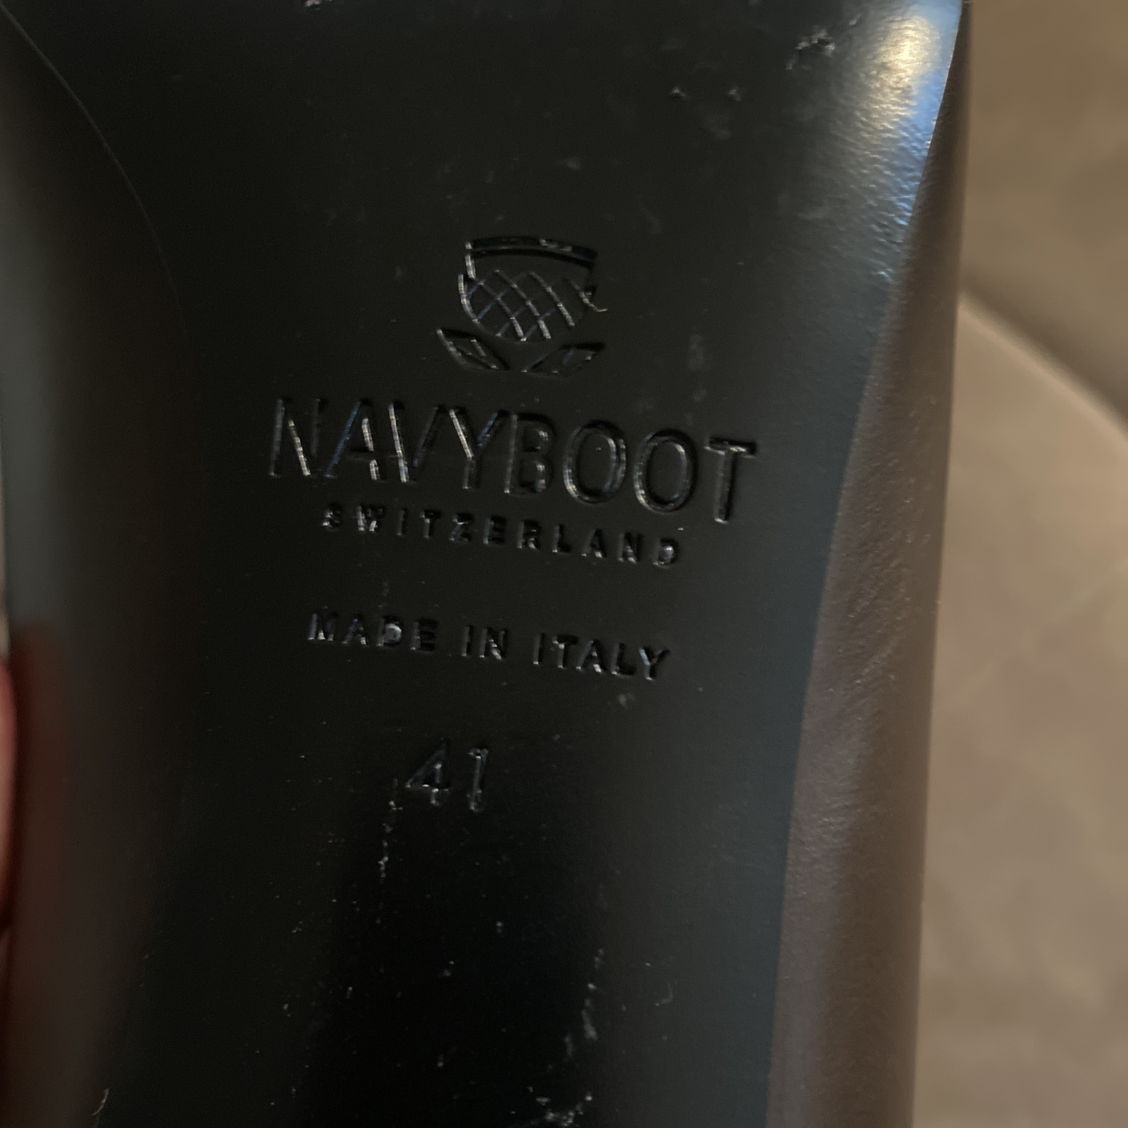 NAVYBOOT
SWITZERLAND
MADE IN ITALY
41